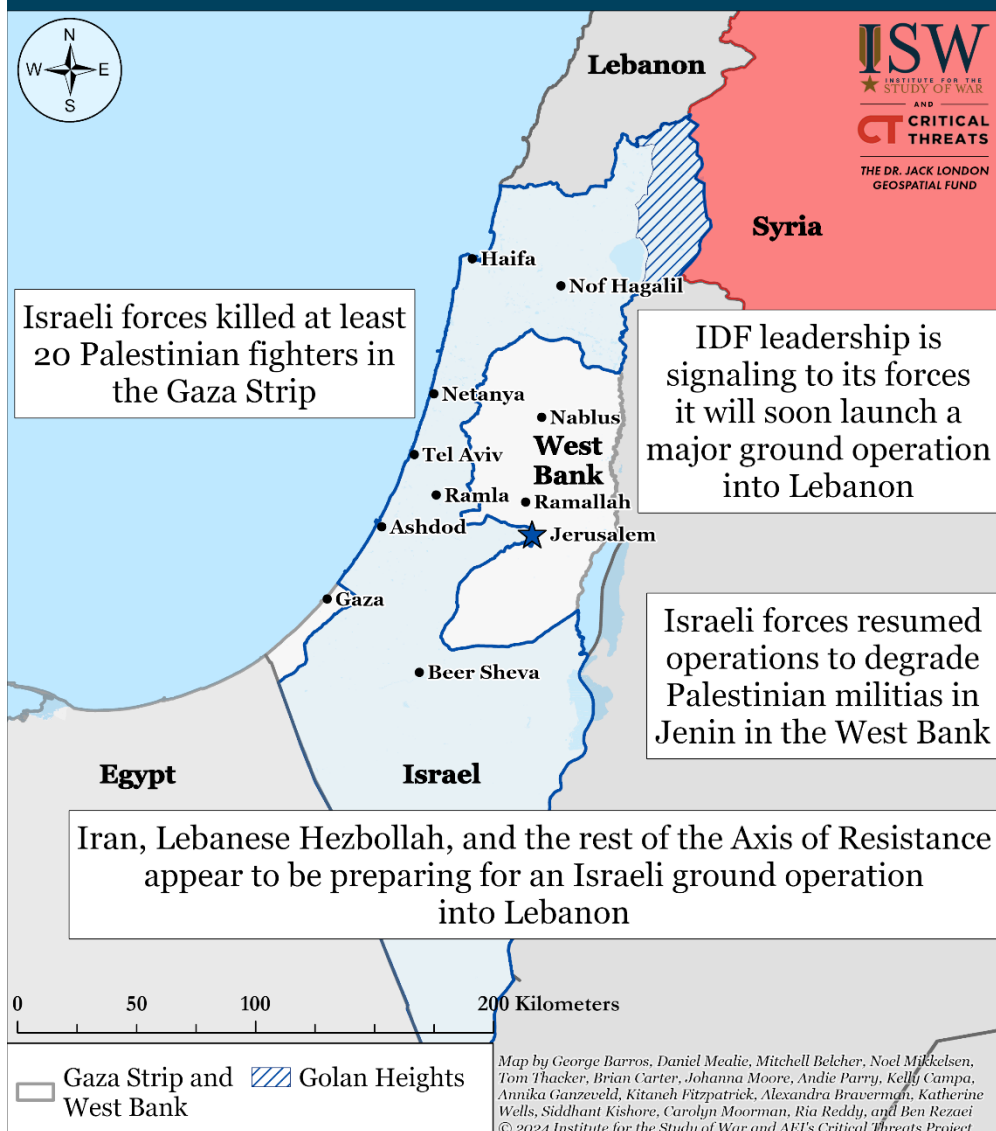 N
W
E
S
Lebanon
ISW
INSTITUTE FOR THE
STUDY OF WAR
AND
CT CRITICAL
THREATS
THE DR. JACK LONDON
GEOSPATIAL FUND
Syria
Haifa
Nof Hagalil
Israeli forces killed at least
20 Palestinian fighters in
the Gaza Strip
IDF leadership is
signaling to its forces
it will soon launch a
major ground operation
into Lebanon
Netanya
Nablus
West
Bank
Tel Aviv
Ramla
Ramallah
Ashdod
Jerusalem
Gaza
Israeli forces resumed
operations to degrade
Palestinian militias in
Jenin in the West Bank
Beer Sheva
Egypt
Israel
Iran, Lebanese Hezbollah, and the rest of the Axis of Resistance
appear to be preparing for an Israeli ground operation
into Lebanon
0 50 100 200 Kilometers
Gaza Strip and
West Bank
Golan Heights
Map by George Barros, Daniel Mealie, Mitchell Belcher, Noel Mikkelsen,
Tom Thacker, Brian Carter, Johanna Moore, Andie Parry, Kelly Campa,
Annika Ganzeveld, Kitaneh Fitzpatrick, Alexandra Braverman, Katherine
Wells, Siddhant Kishore, Carolyn Moorman, Ria Reddy, and Ben Rezaei
© 2024 Institute for the Study of War and AEI's Critical Threats Project